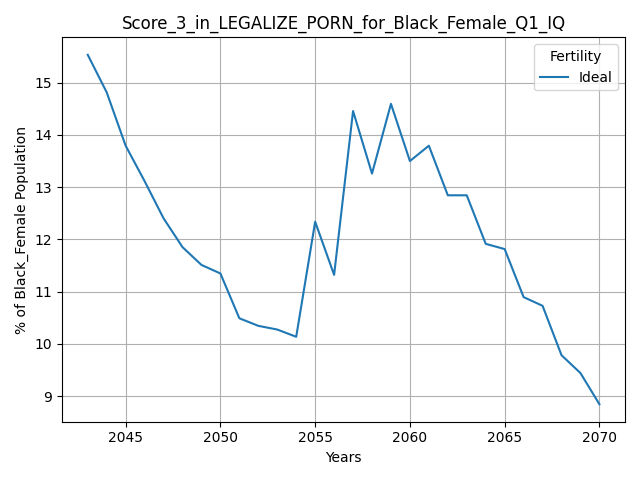 Score_3_in_LEGALIZE_PORN_for_Black_Female_Q1_IQ
Fertility
Ideal
% of Black_Female Population
15
14
13
12
11
10
9
2045 2050 2055 2060 2065 2070
Years